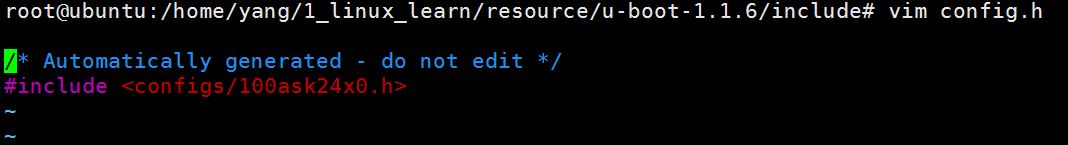 root@ubuntu:/home/yang/1_linux_learn/resource/u-boot-1.1.6/include# vim config.h
/* Automatically generated - do not edit */
#include <configs/100ask24x0.h>
~
~